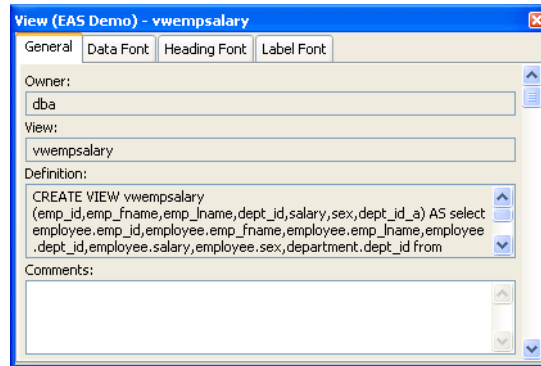 View (EAS Demo) - vwempsalary
General Data Font Heading Font Label Font
Owner:
dba
View:
vwempsalary
Definition:
CREATE VIEW vwempsalary
(emp_id,emp_fname,emp_lname,dept_id,salary,sex,dept_id_a) AS select
employee.emp_id,employee.emp_fname,employee.emp_lname,employee
.dept_id,employee.salary,employee.sex,department.dept_id from
Comments: